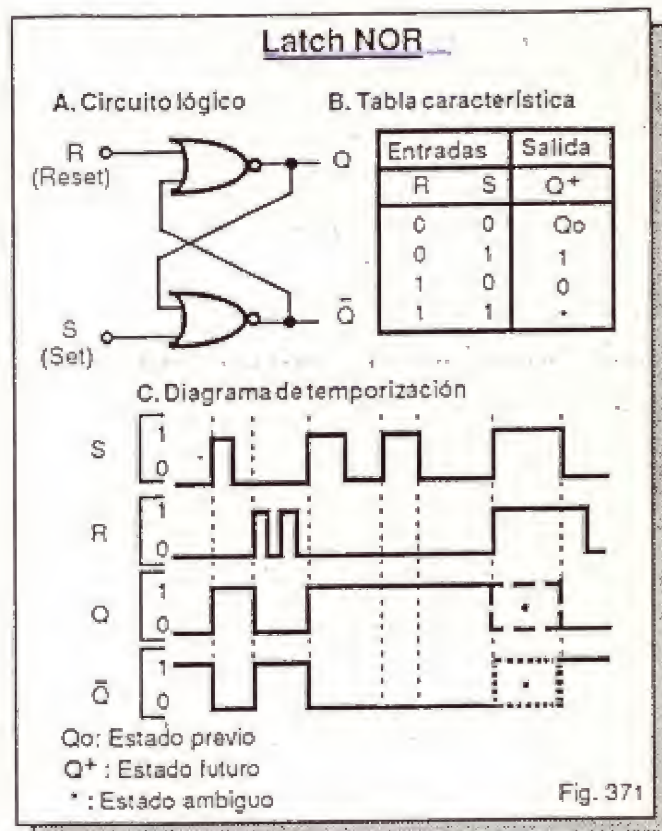 Latch NOR
A. Circuito lógico
B. Tabla característica
R
(Reset)
Q
S
(Set)
Q̄
Entradas Salida
R S Q+
0 0 Qo
0 1 1
1 0 0
1 1 *
C. Diagrama de temporización
S 1
0
R 1
0
Q 1
0
*
Q̄ 1
0
*
Qo: Estado previo
Q+ : Estado futuro
* : Estado ambiguo
Fig. 371